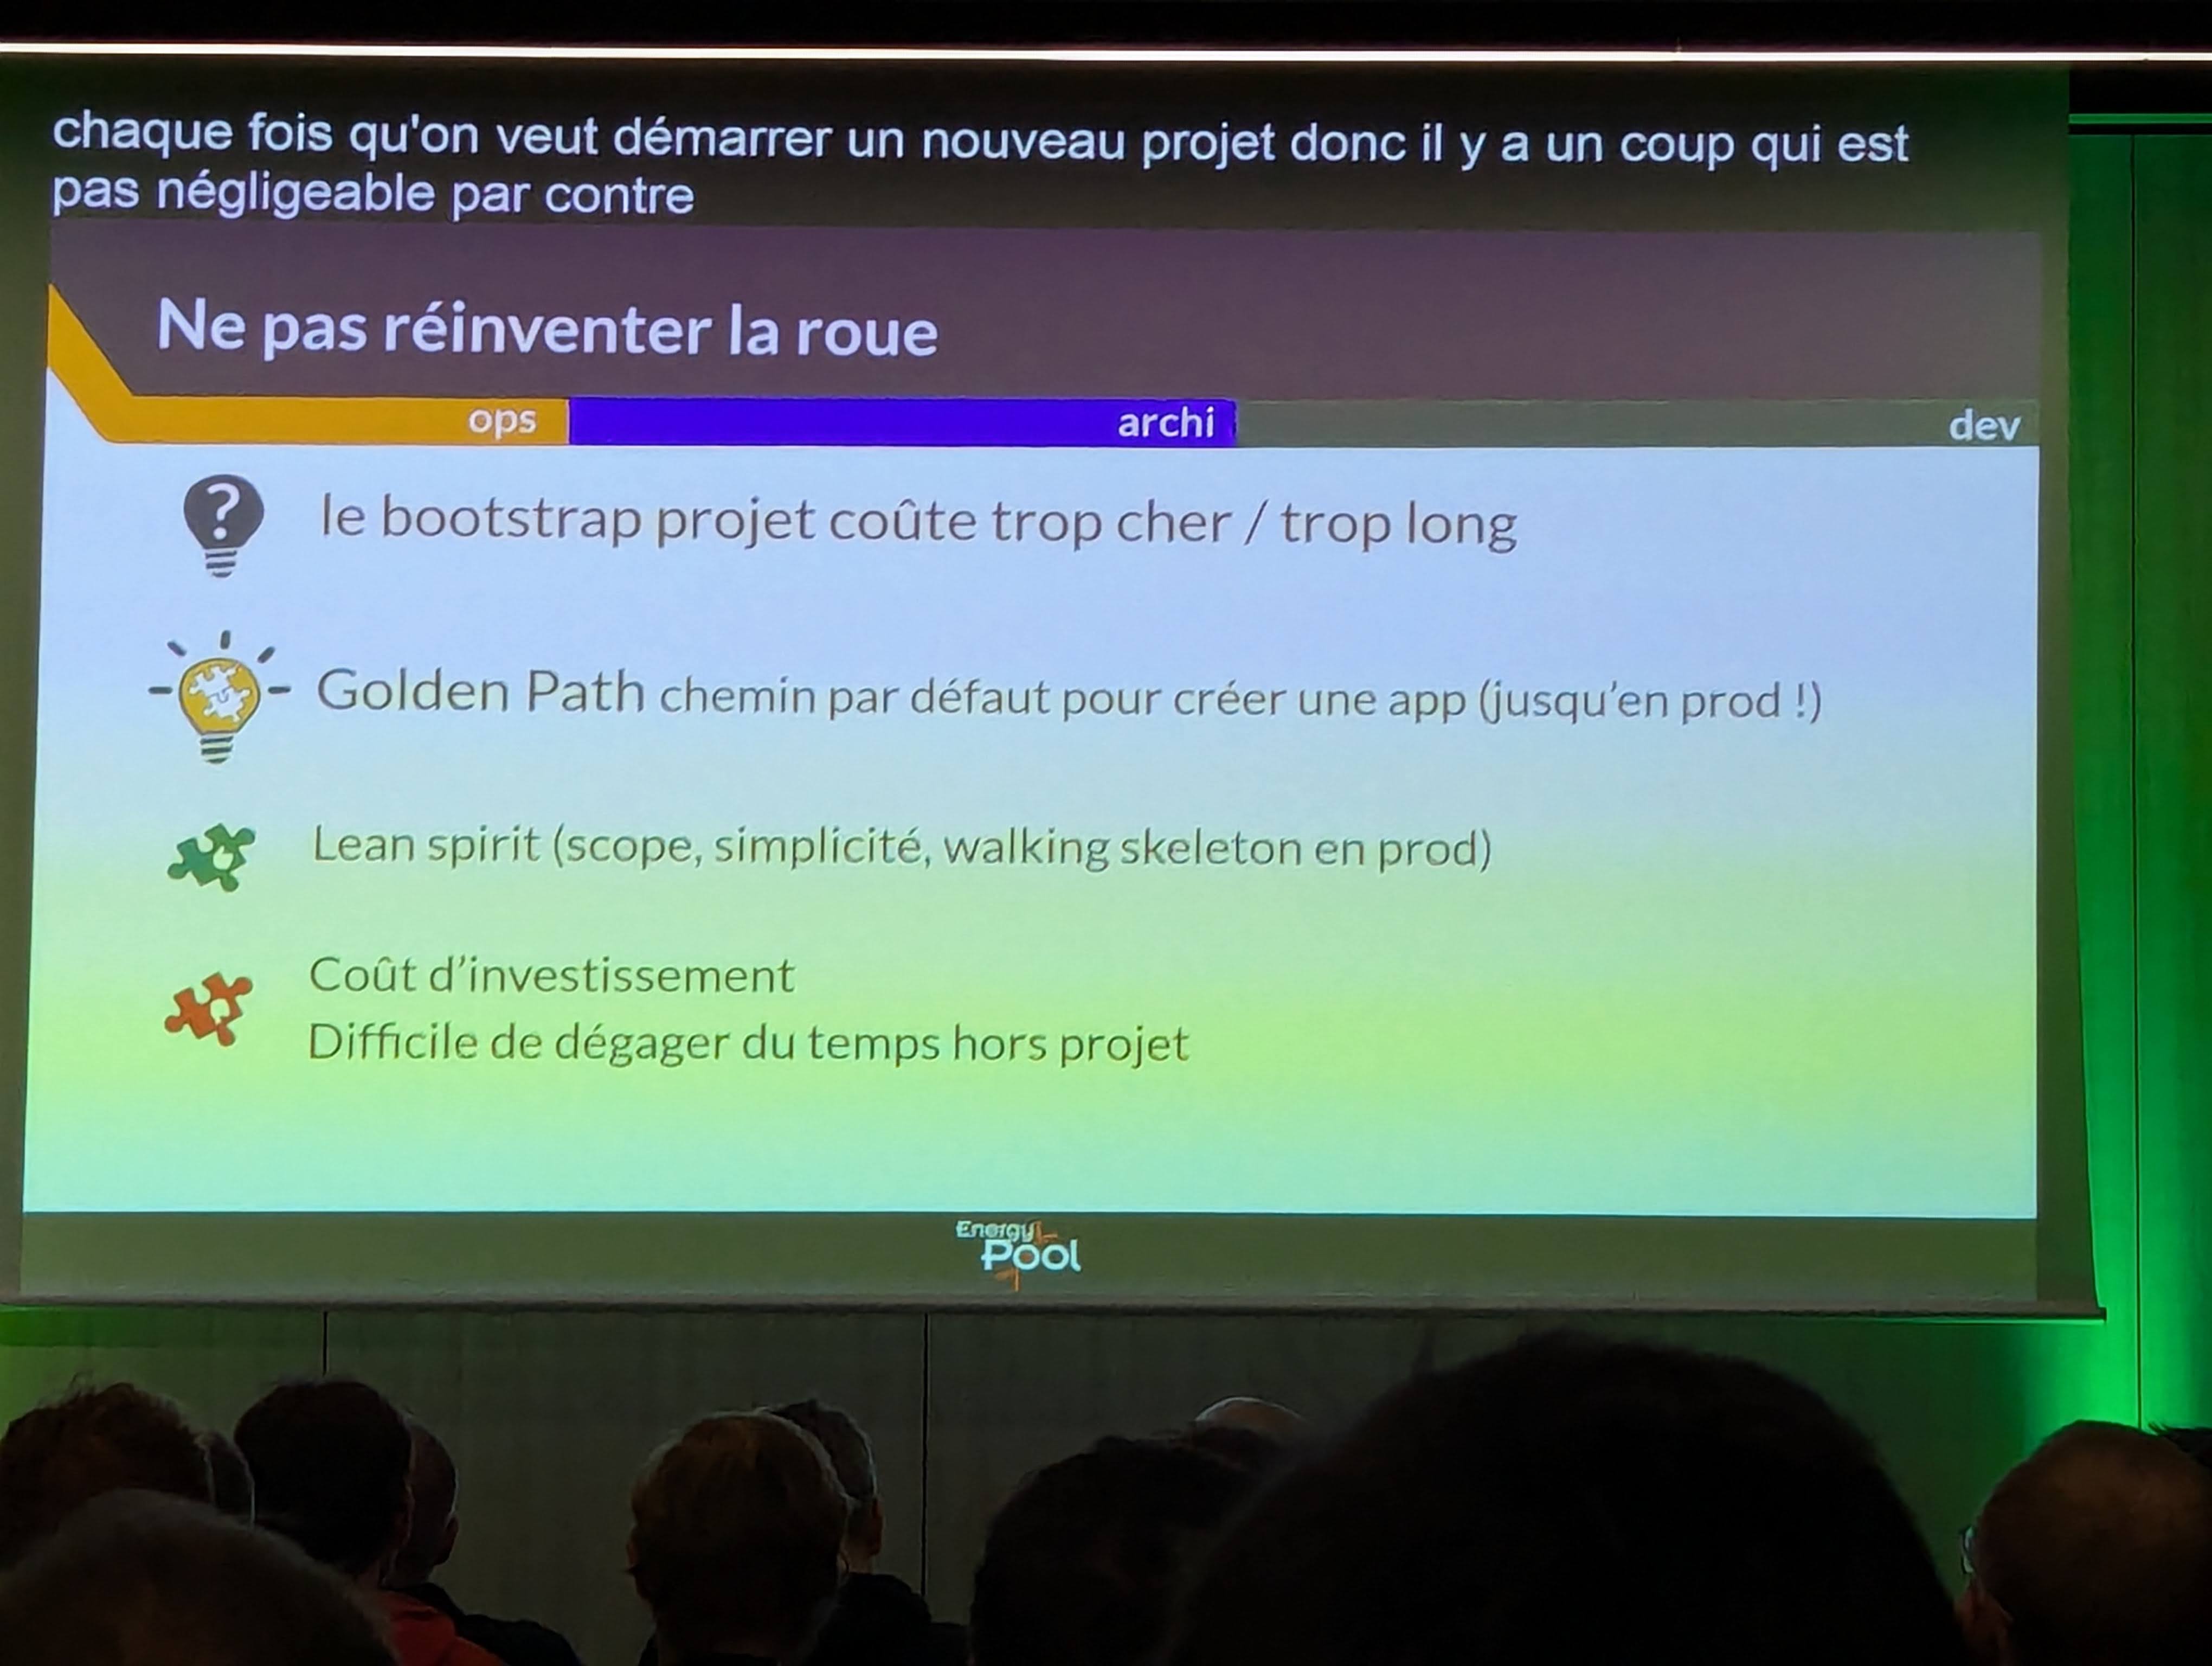 chaque fois qu'on veut démarrer un nouveau projet donc il y a un coup qui est
pas négligeable par contre
Ne pas réinventer la roue
ops archi dev
?
le bootstrap projet coûte trop cher / trop long
Golden Path chemin par défaut pour créer une app (jusqu'en prod !)
Lean spirit (scope, simplicité, walking skeleton en prod)
Coût d'investissement
Difficile de dégager du temps hors projet
Energy
Pool